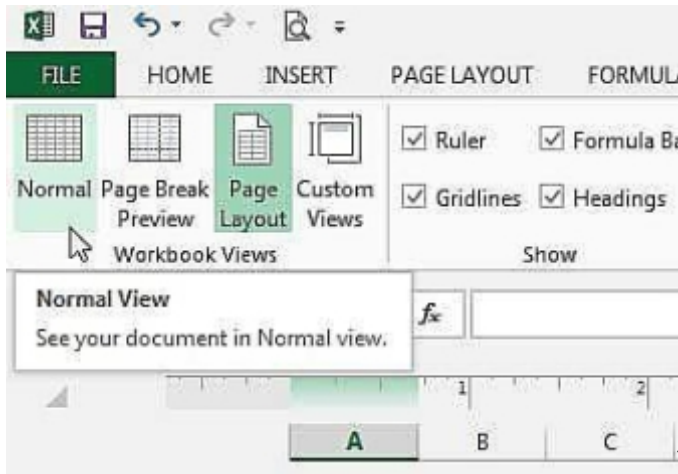 FILE HOME INSERT PAGE LAYOUT
Ruler
Normal Page Break Page Custom
Gridlines Headings
Preview Layout Views
Workbook Views Show
Normal View
See your document in Normal view.
fx
1 2
A B C